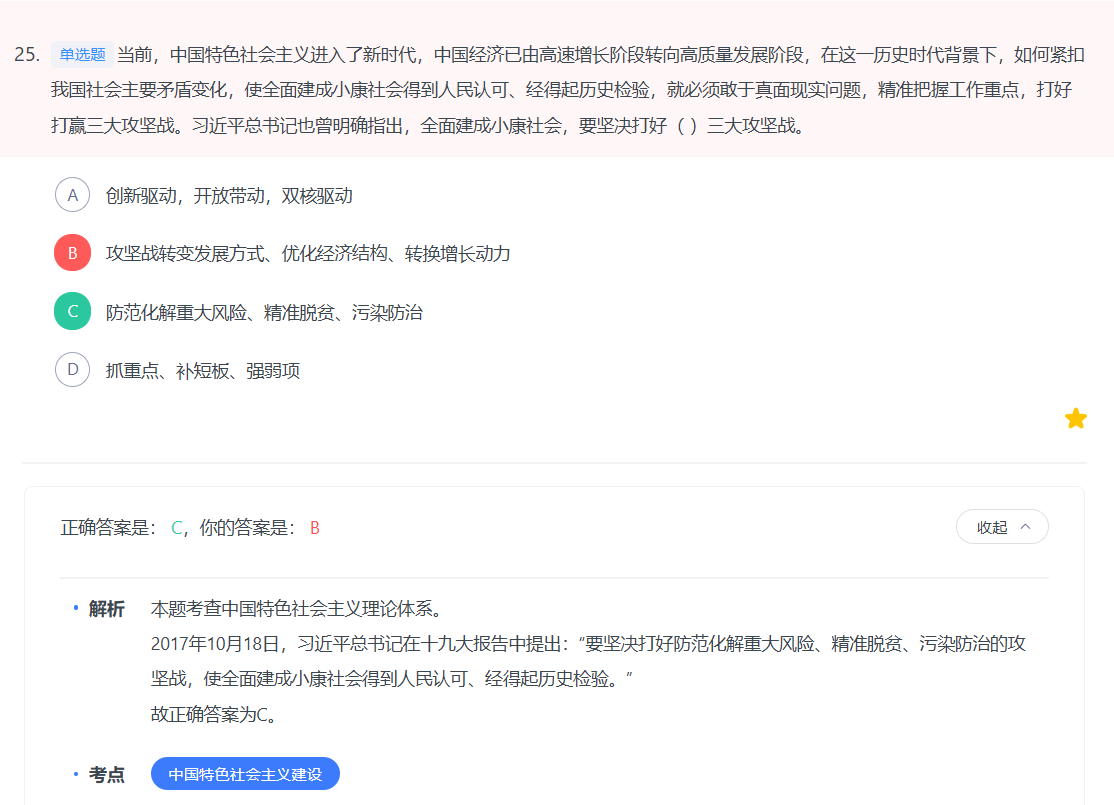 25. 单选题 当前，中国特色社会主义进入了新时代，中国经济已由高速增长阶段转向高质量发展阶段，在这一历史时代背景下，如何紧扣
我国社会主要矛盾变化，使全面建成小康社会得到人民认可、经得起历史检验，就必须敢于真面现实问题，精准把握工作重点，打好
打赢三大攻坚战。习近平总书记也曾明确指出，全面建成小康社会，要坚决打好（ ）三大攻坚战。
A 创新驱动，开放带动，双核驱动
B 攻坚战转变发展方式、优化经济结构、转换增长动力
C 防范化解重大风险、精准脱贫、污染防治
D 抓重点、补短板、强弱项
正确答案是： C，你的答案是： B
收起
解析 本题考查中国特色社会主义理论体系。
2017年10月18日，习近平总书记在十九大报告中提出：“要坚决打好防范化解重大风险、精准脱贫、污染防治的攻
坚战，使全面建成小康社会得到人民认可、经得起历史检验。”
故正确答案为C。
考点 中国特色社会主义建设